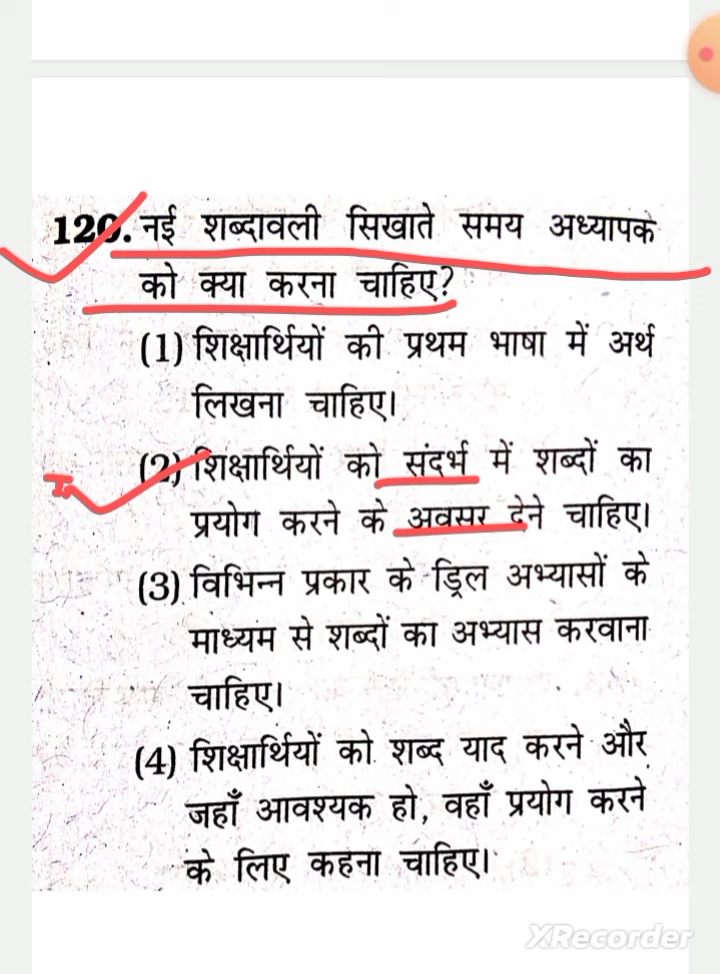 120. नई शब्दावली सिखाते समय अध्यापक
को क्या करना चाहिए?
(1) शिक्षार्थियों की प्रथम भाषा में अर्थ
लिखना चाहिए।
(2) शिक्षार्थियों को संदर्भ में शब्दों का
प्रयोग करने के अवसर देने चाहिए।
(3) विभिन्न प्रकार के ड्रिल अभ्यासों के
माध्यम से शब्दों का अभ्यास करवाना
चाहिए।
(4) शिक्षार्थियों को शब्द याद करने और
जहाँ आवश्यक हो, वहाँ प्रयोग करने
के लिए कहना चाहिए।
XRecorder